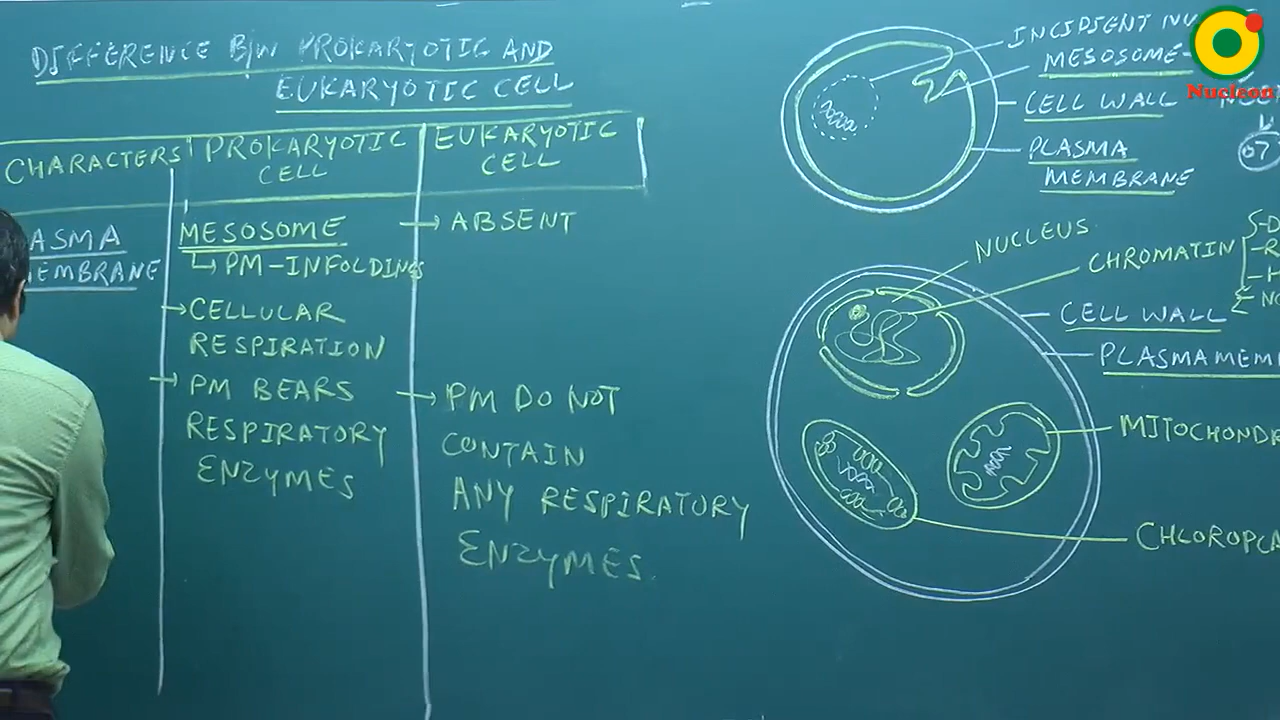 DIFFERENCE B/W PROKARYOTIC AND
EUKARYOTIC CELL
CHARACTERS
PROKARYOTIC
CELL
EUKARYOTIC
CELL
ASMA
EMBRANE
MESOSOME
PM-INFOLDINGS
CELLULAR
RESPIRATION
PM BEARS
RESPIRATORY
ENZYMES
ABSENT
PM DO NOT
CONTAIN
ANY RESPIRATORY
ENZYMES.
INCIPIENT NU
MESOSOME-
CELL WALL
PLASMA
MEMBRANE
Nucleon
NUCLEUS
CHROMATIN
CELL WALL
PLASMAMEM
MITOCHONDR
CHLOROPLA